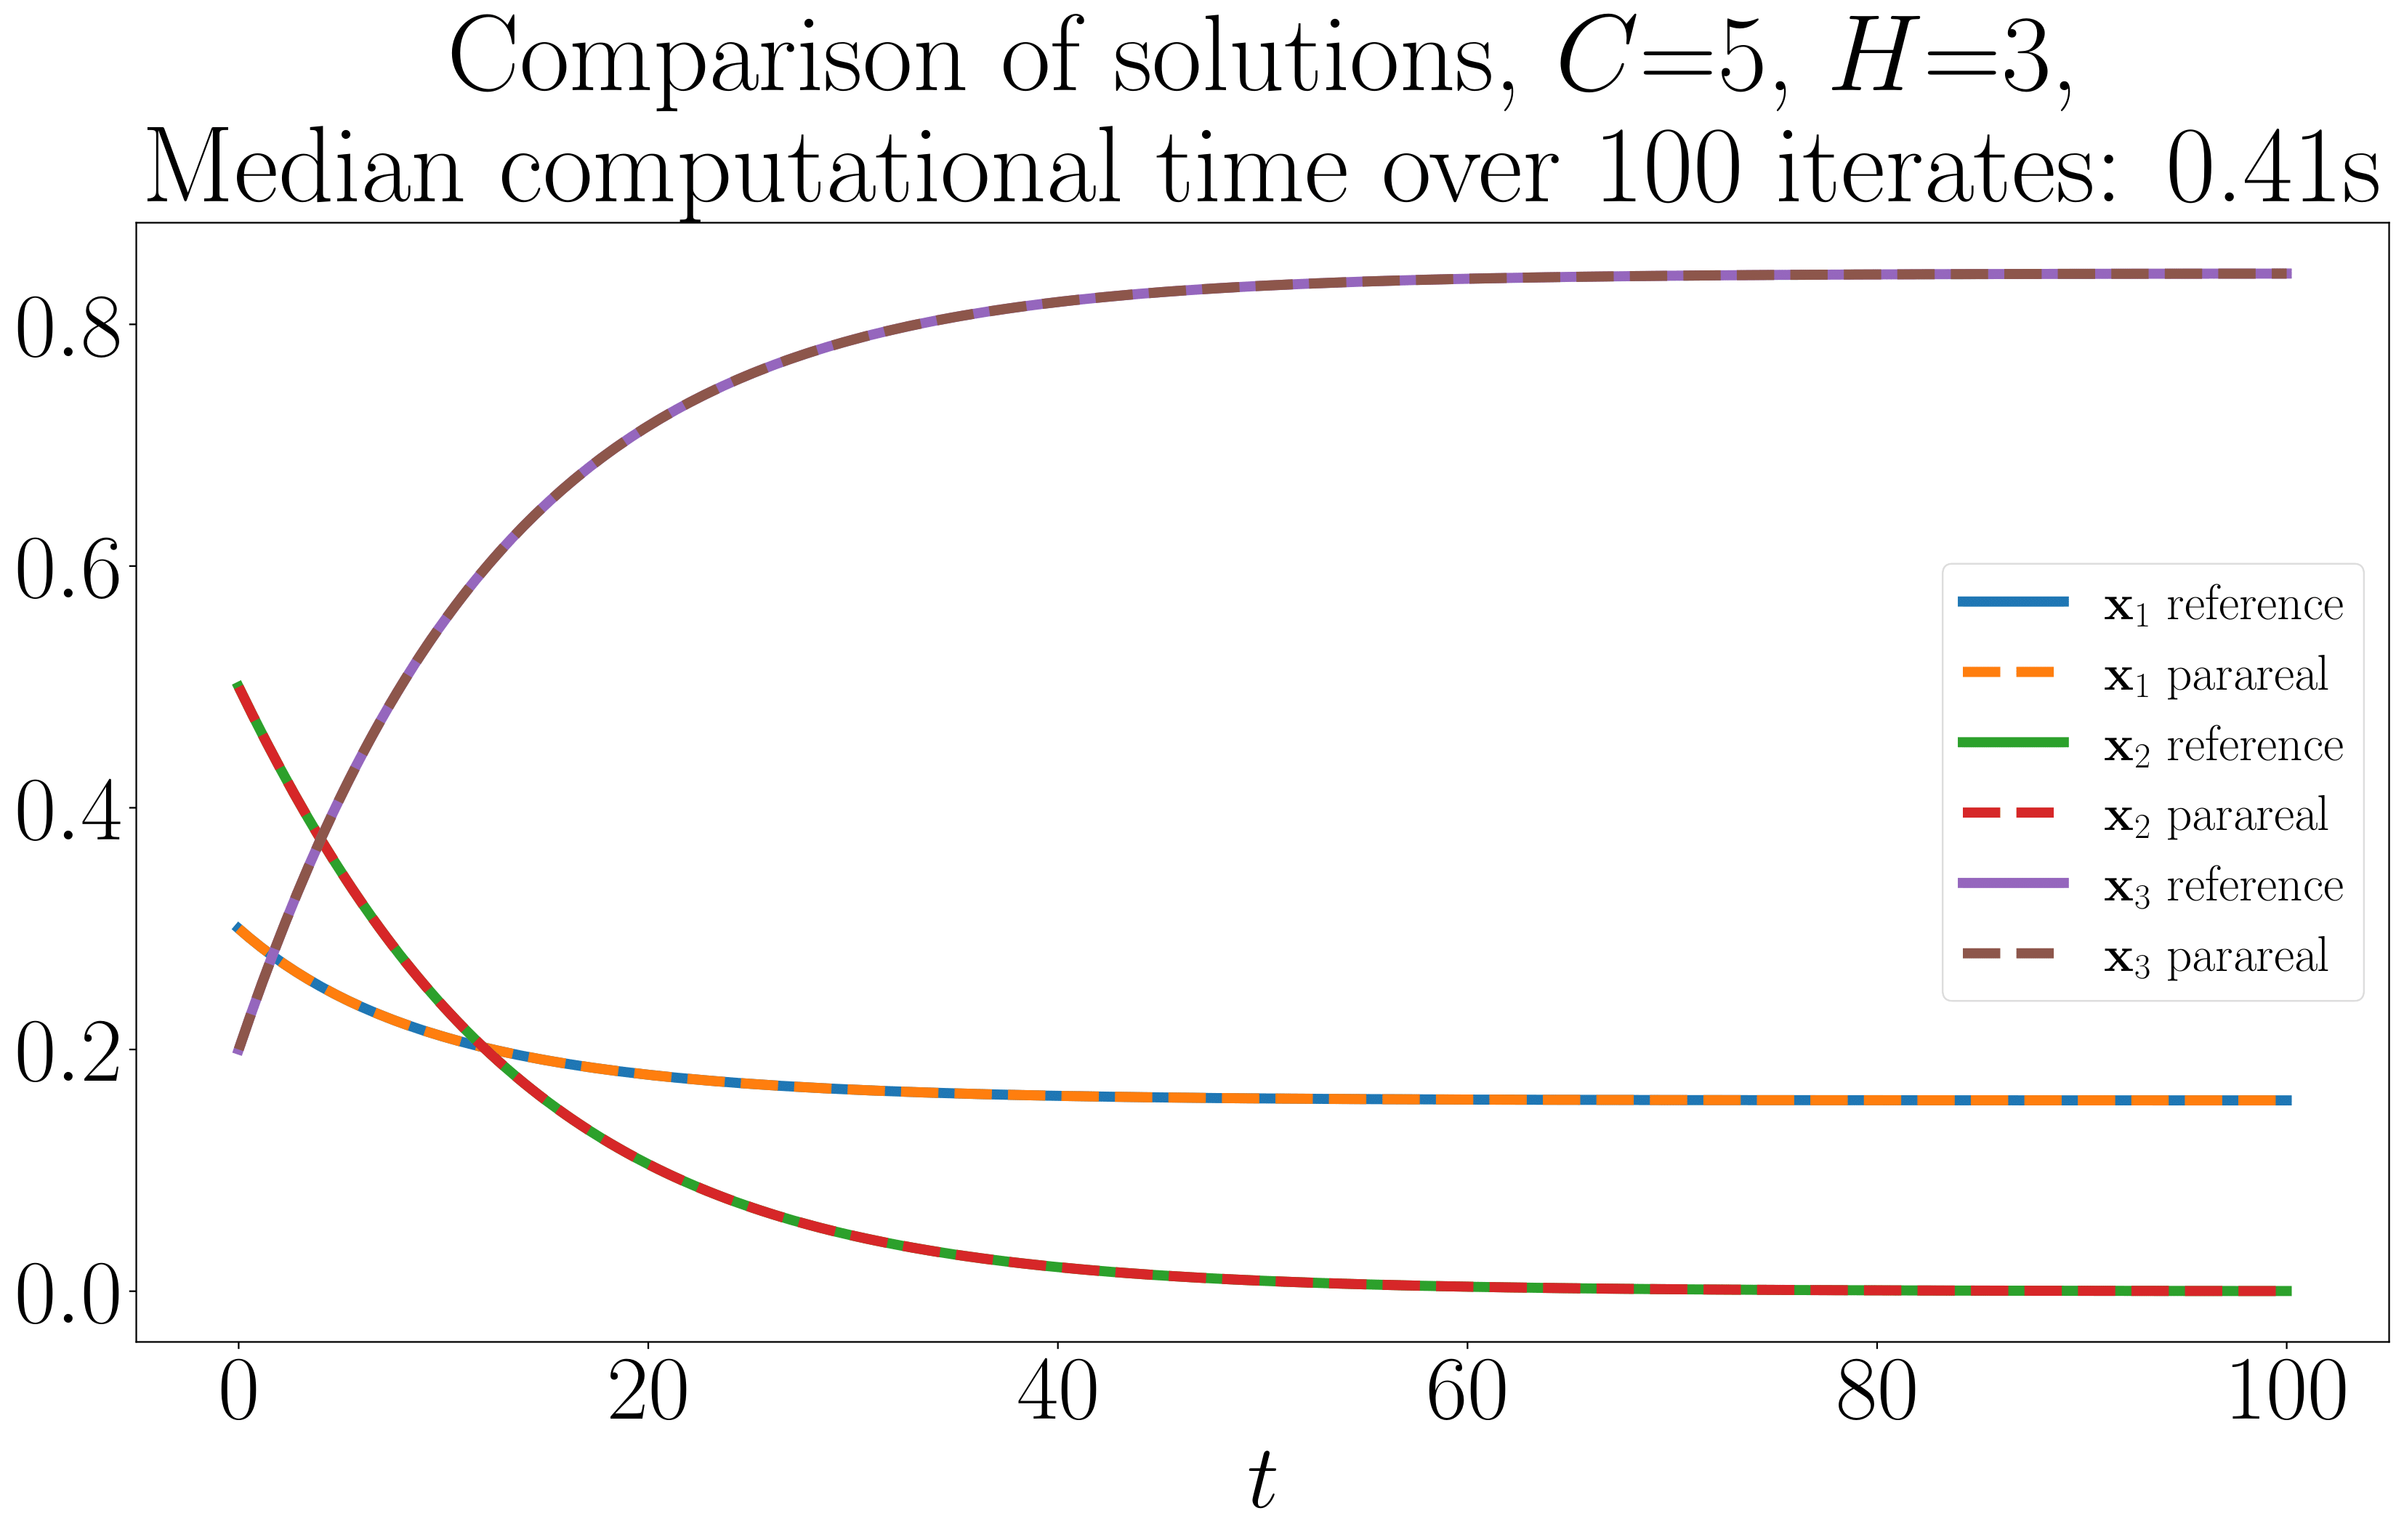 Comparison of solutions, C=5, H=3,
Median computational time over 100 iterates: 0.41s
0.8
0.6
0.4
0.2
0.0
x₁ reference
x₁ parareal
x₂ reference
x₂ parareal
x₃ reference
x₃ parareal
0 20 40 60 80 100
t